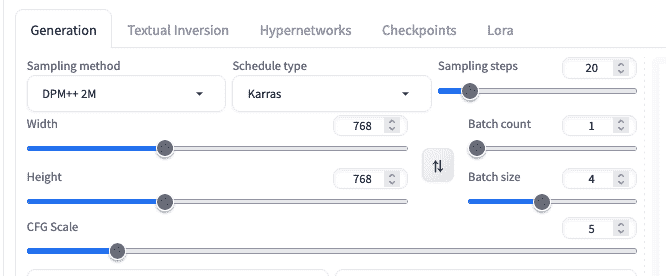 Generation Textual Inversion Hypernetworks Checkpoints Lora
Sampling method Schedule type Sampling steps 20
DPM++ 2M Karras
Width 768 Batch count 1
Height 768 Batch size 4
CFG Scale 5